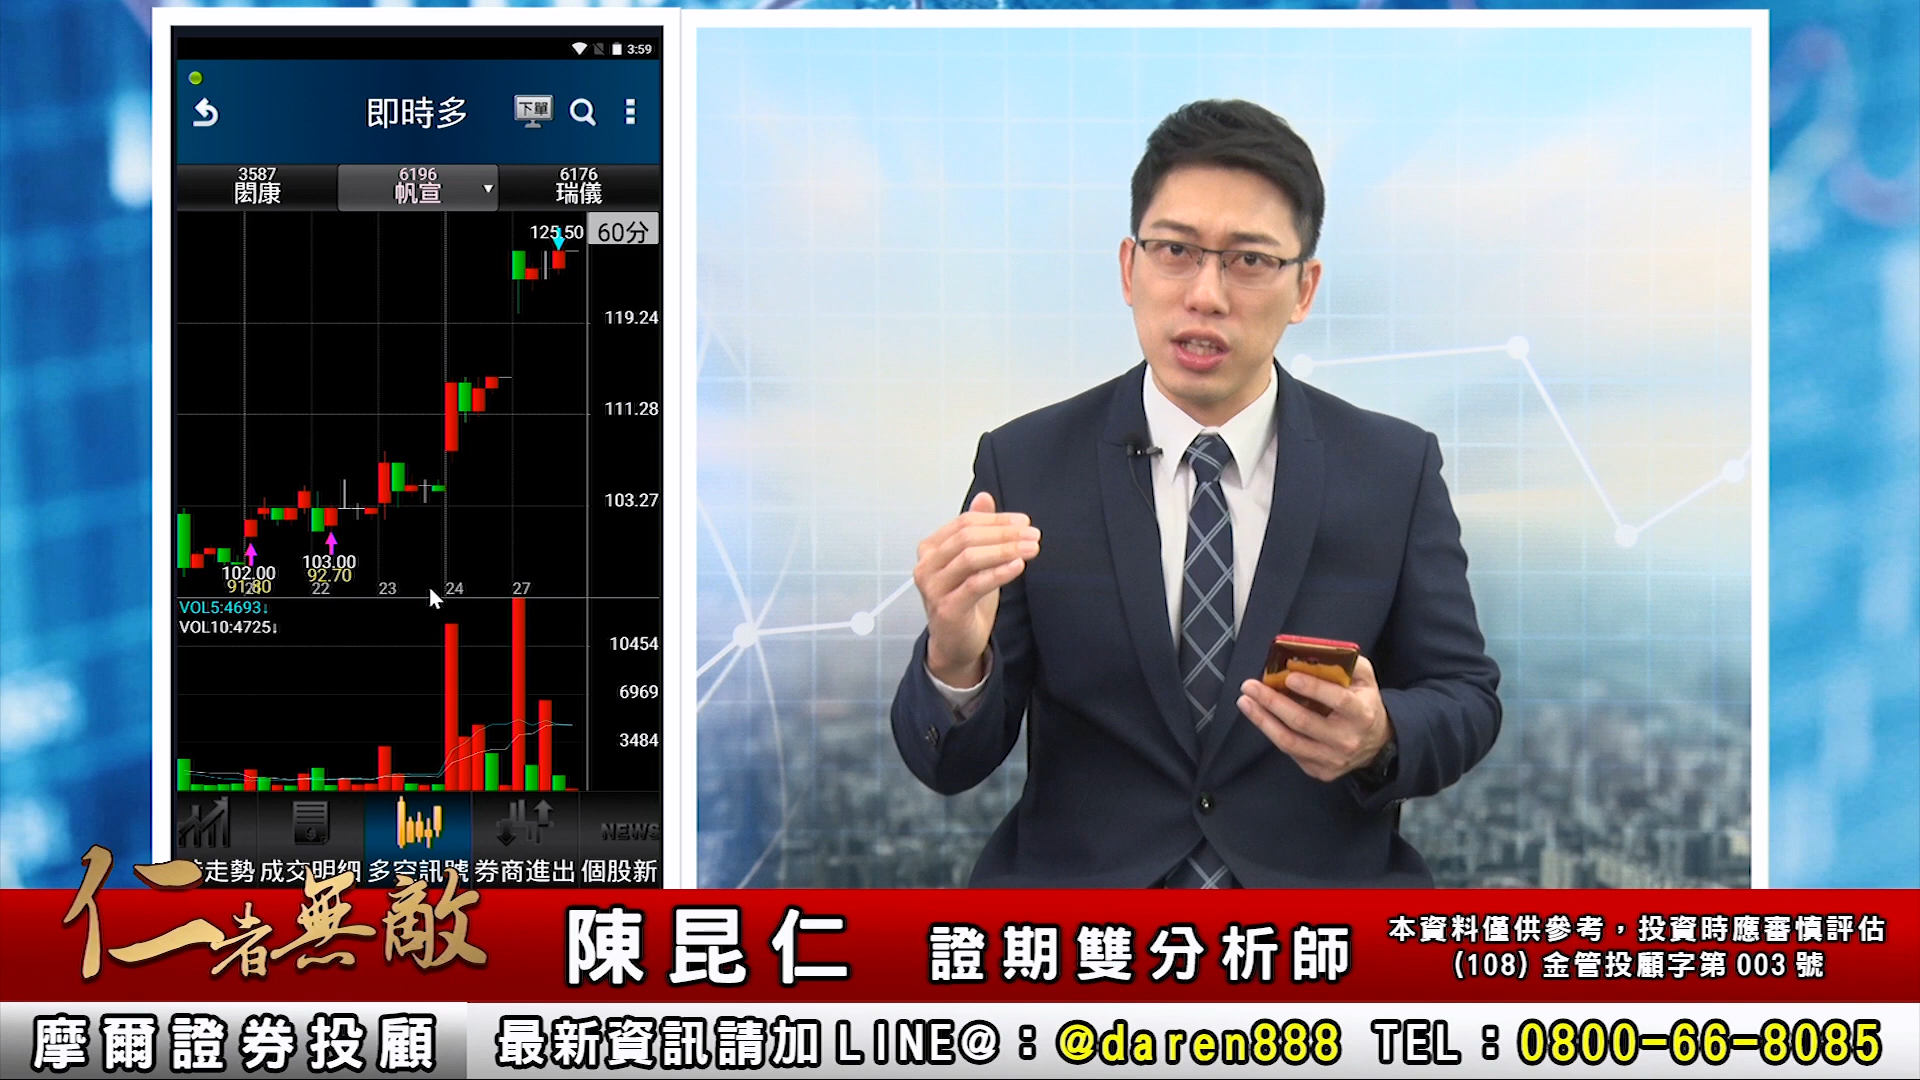 3:59
即時多
下單
3587
閎康
6196
帆宣
6176
瑞儀
60分
125.50
119.24
111.28
103.27
102.00
91.80
103.00
92.70
22
23
24
27
VOL5:4693↓
VOL10:4725↓
10454
6969
3484
NEWS
走勢
成交明細
多空訊號
券商進出
個股新
仁者無敵
陳昆仁
證期雙分析師
本資料僅供參考，投資時應審慎評估
(108) 金管投顧字第 003 號
摩爾證券投顧
最新資訊請加LINE@：@daren888
TEL：0800-66-8085